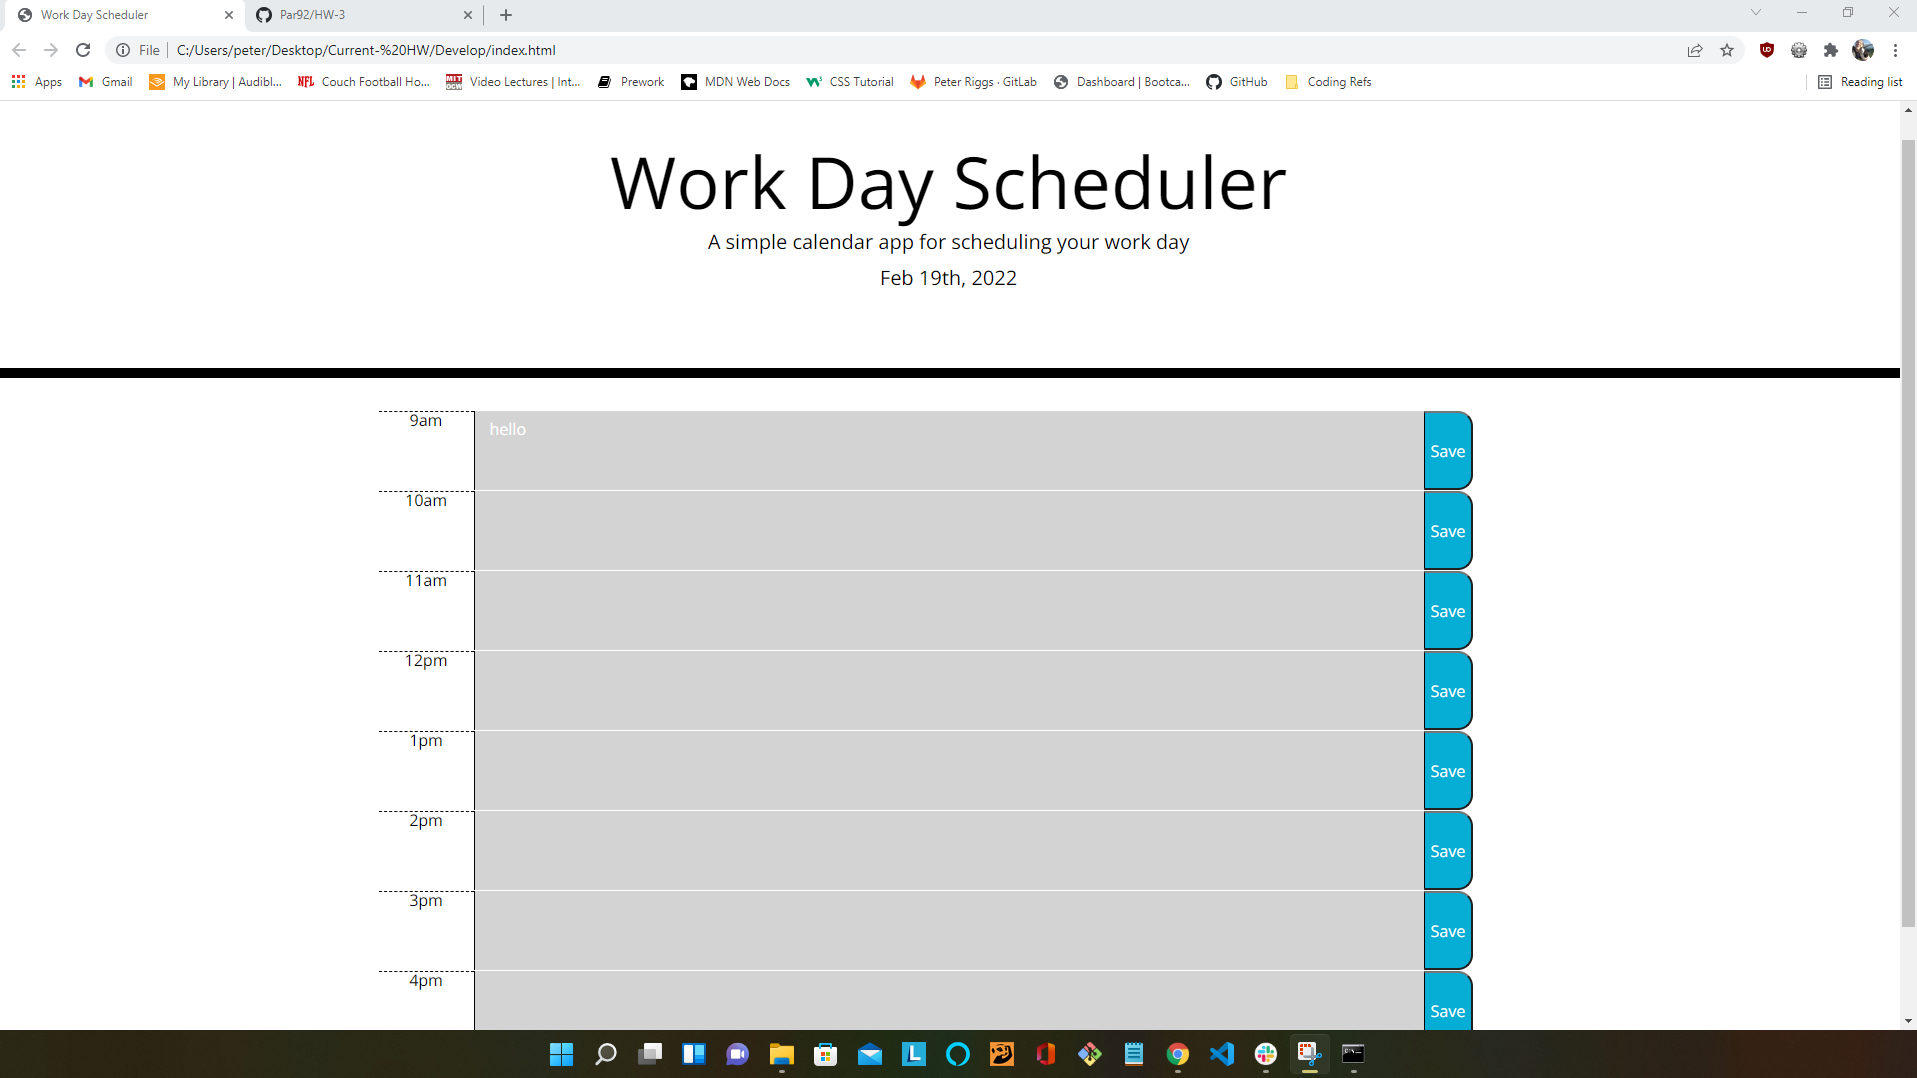 Work Day Scheduler
Par92/HW-3
File
C:/Users/peter/Desktop/Current-%20HW/Develop/index.html
Apps
Gmail
My Library | Audibl...
NFL
Couch Football Ho...
MIT
OCW
Video Lectures | Int...
Prework
MDN Web Docs
CSS Tutorial
Peter Riggs · GitLab
Dashboard | Bootca...
GitHub
Coding Refs
Reading list
Work Day Scheduler
A simple calendar app for scheduling your work day
Feb 19th, 2022
9am
hello
Save
10am
Save
11am
Save
12pm
Save
1pm
Save
2pm
Save
3pm
Save
4pm
Save